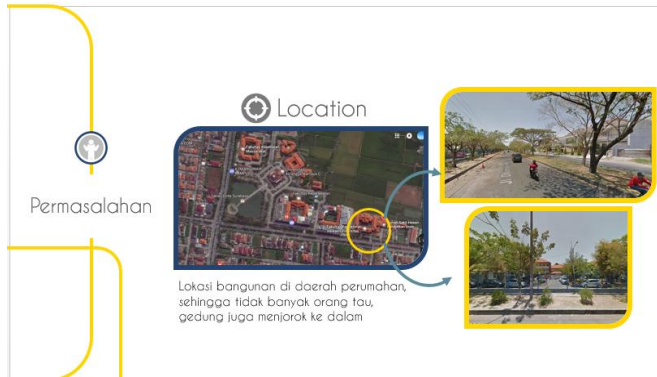 Location
Permasalahan
Lokasi bangunan di daerah perumahan,
sehingga tidak banyak orang tau,
gedung juga menjorok ke dalam